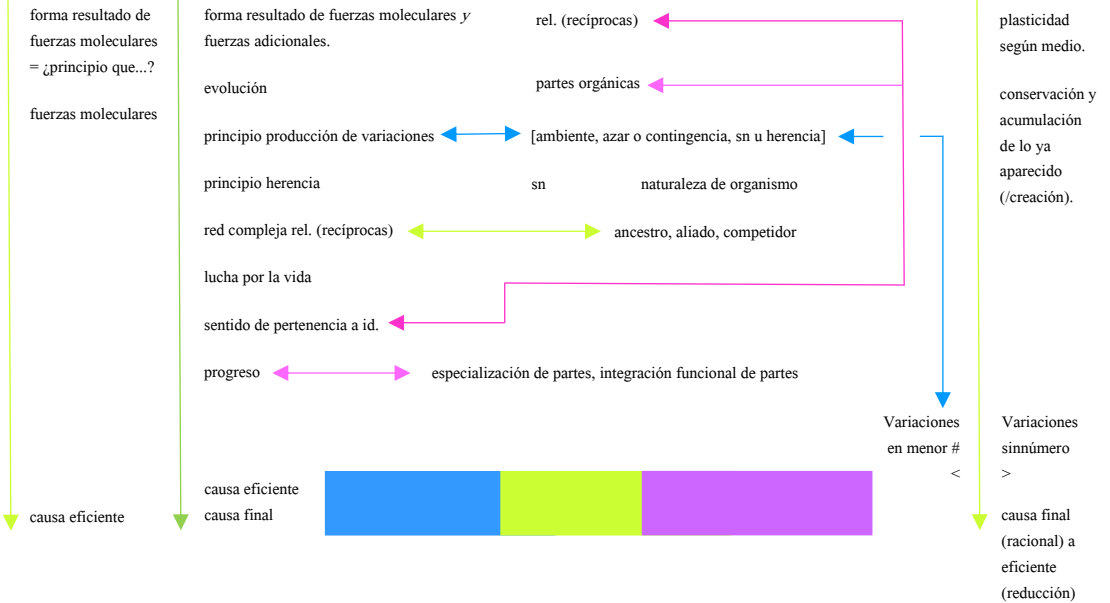 forma resultado de
fuerzas moleculares
= ¿principio que...?
fuerzas moleculares
causa eficiente
forma resultado de fuerzas moleculares y
fuerzas adicionales.
evolución
principio producción de variaciones
principio herencia
red compleja rel. (recíprocas)
lucha por la vida
sentido de pertenencia a id.
progreso
causa eficiente
causa final
rel. (recíprocas)
partes orgánicas
[ambiente, azar o contingencia, sn u herencia]
sn
naturaleza de organismo
ancestro, aliado, competidor
especialización de partes, integración funcional de partes
Variaciones
en menor #
<
plasticidad
según medio.
conservación y
acumulación
de lo ya
aparecido
(/creación).
Variaciones
sinnúmero
>
causa final
(racional) a
eficiente
(reducción)